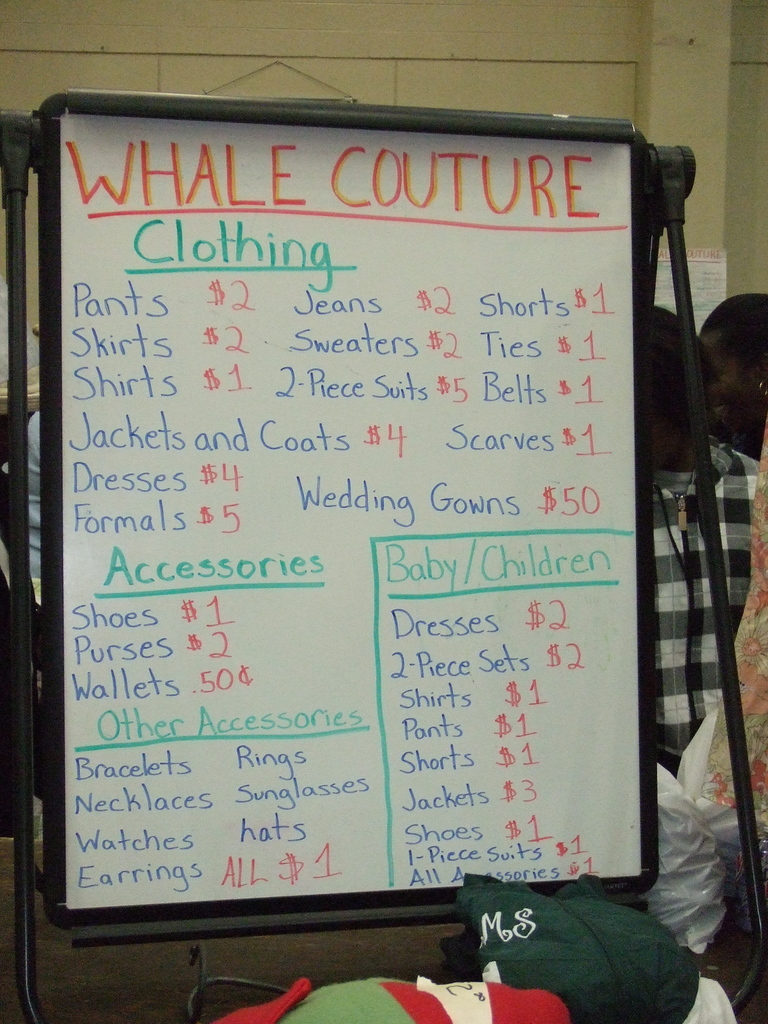 WHALE COUTURE
Clothing
Pants $2 Jeans $2 Shorts $1
Skirts $2 Sweaters $2 Ties $1
Shirts $1 2-Piece Suits $5 Belts $1
Jackets and Coats $4 Scarves $1
Dresses $4
Formals $5 Wedding Gowns $50
Accessories
Shoes $1
Purses $2
Wallets .50¢
Other Accessories
Bracelets Rings
Necklaces Sunglasses
Watches hats
Earrings ALL $1
Baby/Children
Dresses $2
2-Piece Sets $2
Shirts $1
Pants $1
Shorts $1
Jackets $3
Shoes $1
1-Piece Suits $1
All Accessories $1
COUTURE
MS